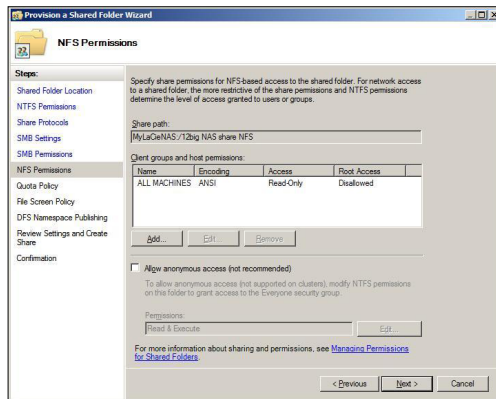 Provision a Shared Folder Wizard
NFS Permissions
Steps:
Shared Folder Location
NTFS Permissions
Share Protocols
SMB Settings
SMB Permissions
NFS Permissions
Quota Policy
File Screen Policy
DFS Namespace Publishing
Review Settings and Create
Share
Confirmation
Specify share permissions for NFS-based access to the shared folder. For network access
to a shared folder, the more restrictive of the share permissions and NTFS permissions
determine the level of access granted to users or groups.
Share path:
MyLaCieNAS:/12big NAS share NFS
Client groups and host permissions:
Name Encoding Access Root Access
ALL MACHINES ANSI Read-Only Disallowed
Add... Edit... Remove
Allow anonymous access (not recommended)
To allow anonymous access (not supported on clusters), modify NTFS permissions
on this folder to grant access to the Everyone security group.
Permissions:
Read & Execute Edit...
For more information about sharing and permissions, see Managing Permissions
for Shared Folders.
< Previous Next > Cancel